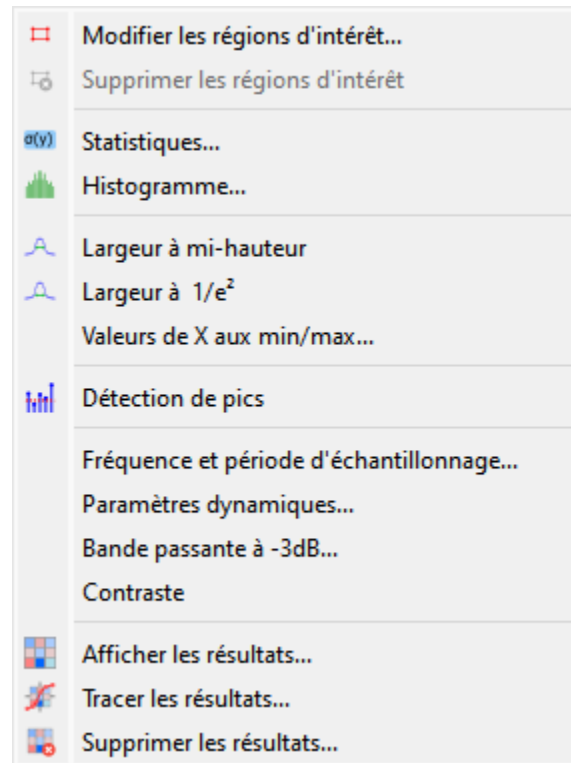 Modifier les régions d'intérêt...
Supprimer les régions d'intérêt
σ(y) Statistiques...
Histogramme...
Largeur à mi-hauteur
Largeur à 1/e²
Valeurs de X aux min/max...
Détection de pics
Fréquence et période d'échantillonnage...
Paramètres dynamiques...
Bande passante à -3dB...
Contraste
Afficher les résultats...
Tracer les résultats...
Supprimer les résultats...